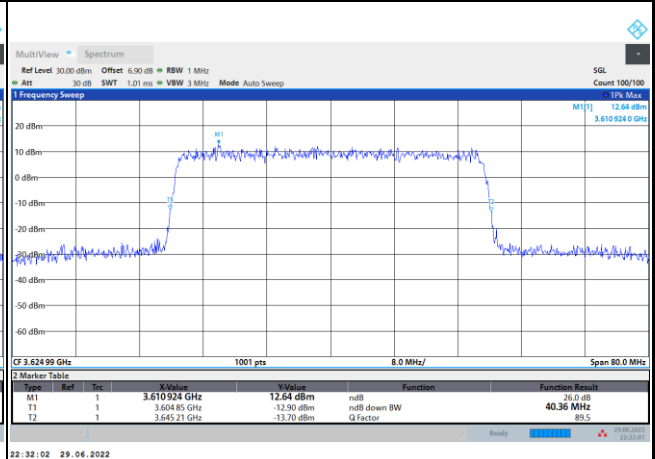 MultiView Spectrum
Ref Level 30.00 dBm Offset 6.90 dB RBW 1 MHz SGL
Att 30 dB SWT 1.01 ms VBW 3 MHz Mode Auto Sweep Count 100/100
1 Frequency Sweep 1Pk Max
M1[1] 12.64 dBm
3.610 924 0 GHz
20 dBm
M1
10 dBm
0 dBm
-10 dBm
T1
T2
-20 dBm
-30 dBm
-40 dBm
-50 dBm
-60 dBm
CF 3.624 99 GHz 1001 pts 8.0 MHz/ Span 80.0 MHz
2 Marker Table
Type Ref Trc X-Value Y-Value Function Function Result
M1 1 3.610 924 GHz 12.64 dBm ndB 26.0 dB
T1 1 3.604 85 GHz -12.90 dBm ndB down BW 40.36 MHz
T2 1 3.645 21 GHz -13.70 dBm Q Factor 89.5
Ready 29.06.2022
22:32:01
22:32:02 29.06.2022